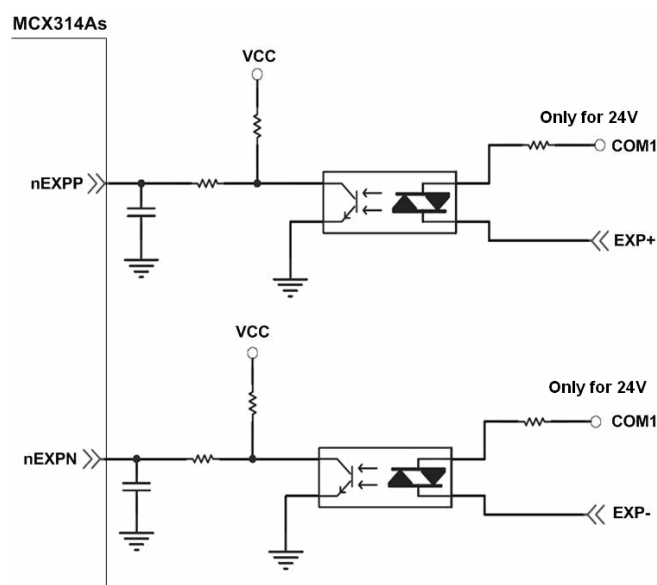 MCX314As
VCC
Only for 24V
COM1
nEXPP
EXP+
VCC
Only for 24V
COM1
nEXPN
EXP-